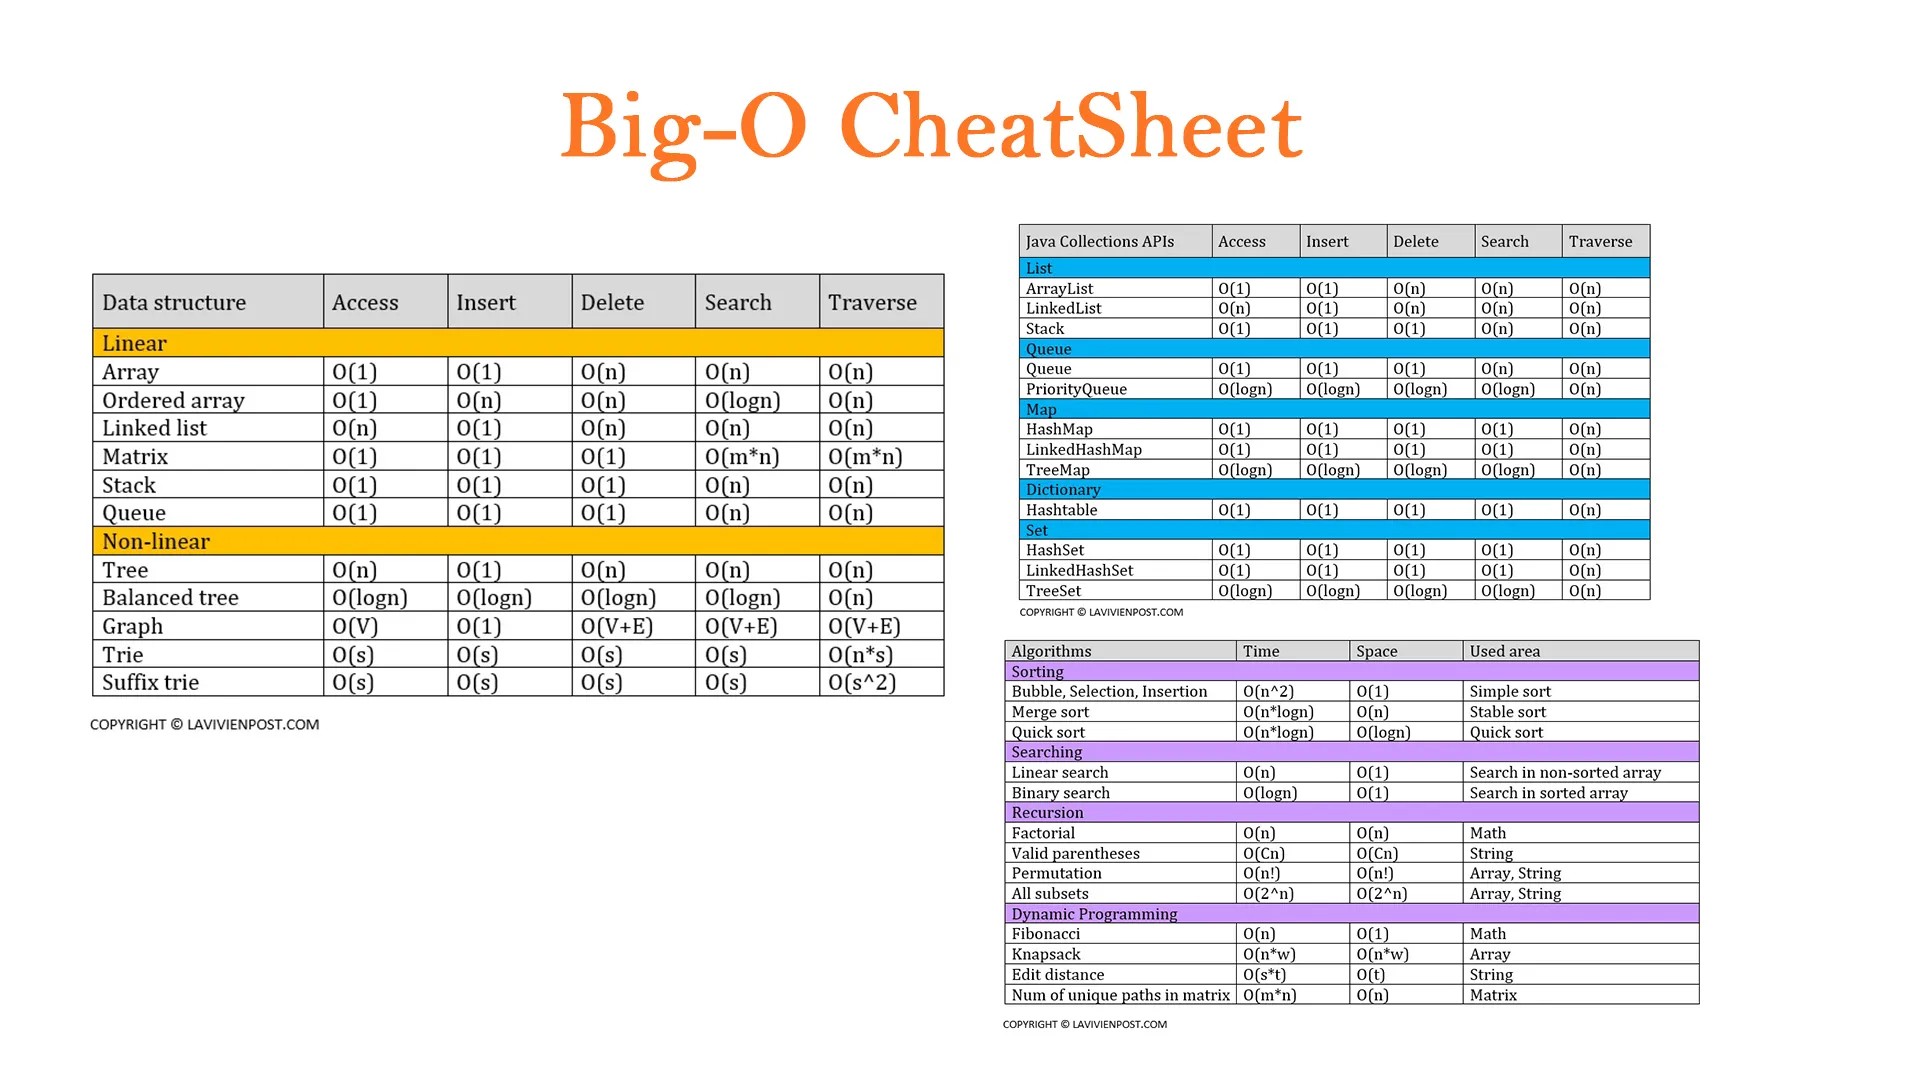 Big-O CheatSheet
Data structure Access Insert Delete Search Traverse
Linear
Array O(1) O(1) O(n) O(n) O(n)
Ordered array O(1) O(n) O(n) O(logn) O(n)
Linked list O(n) O(1) O(n) O(n) O(n)
Matrix O(1) O(1) O(1) O(m*n) O(m*n)
Stack O(1) O(1) O(1) O(n) O(n)
Queue O(1) O(1) O(1) O(n) O(n)
Non-linear
Tree O(n) O(1) O(n) O(n) O(n)
Balanced tree O(logn) O(logn) O(logn) O(logn) O(n)
Graph O(V) O(1) O(V+E) O(V+E) O(V+E)
Trie O(s) O(s) O(s) O(s) O(n*s)
Suffix trie O(s) O(s) O(s) O(s) O(s^2)
COPYRIGHT © LAVIVIENPOST.COM
Java Collections APIs Access Insert Delete Search Traverse
List
ArrayList O(1) O(1) O(n) O(n) O(n)
LinkedList O(n) O(1) O(n) O(n) O(n)
Stack O(1) O(1) O(1) O(n) O(n)
Queue
Queue O(1) O(1) O(1) O(n) O(n)
PriorityQueue O(logn) O(logn) O(logn) O(logn) O(n)
Map
HashMap O(1) O(1) O(1) O(1) O(n)
LinkedHashMap O(1) O(1) O(1) O(1) O(n)
TreeMap O(logn) O(logn) O(logn) O(logn) O(n)
Dictionary
Hashtable O(1) O(1) O(1) O(1) O(n)
Set
HashSet O(1) O(1) O(1) O(1) O(n)
LinkedHashSet O(1) O(1) O(1) O(1) O(n)
TreeSet O(logn) O(logn) O(logn) O(logn) O(n)
COPYRIGHT © LAVIVIENPOST.COM
Algorithms Time Space Used area
Sorting
Bubble, Selection, Insertion O(n^2) O(1) Simple sort
Merge sort O(n*logn) O(n) Stable sort
Quick sort O(n*logn) O(logn) Quick sort
Searching
Linear search O(n) O(1) Search in non-sorted array
Binary search O(logn) O(1) Search in sorted array
Recursion
Factorial O(n) O(n) Math
Valid parentheses O(Cn) O(Cn) String
Permutation O(n!) O(n!) Array, String
All subsets O(2^n) O(2^n) Array, String
Dynamic Programming
Fibonacci O(n) O(1) Math
Knapsack O(n*w) O(n*w) Array
Edit distance O(s*t) O(t) String
Num of unique paths in matrix O(m*n) O(n) Matrix
COPYRIGHT © LAVIVIENPOST.COM